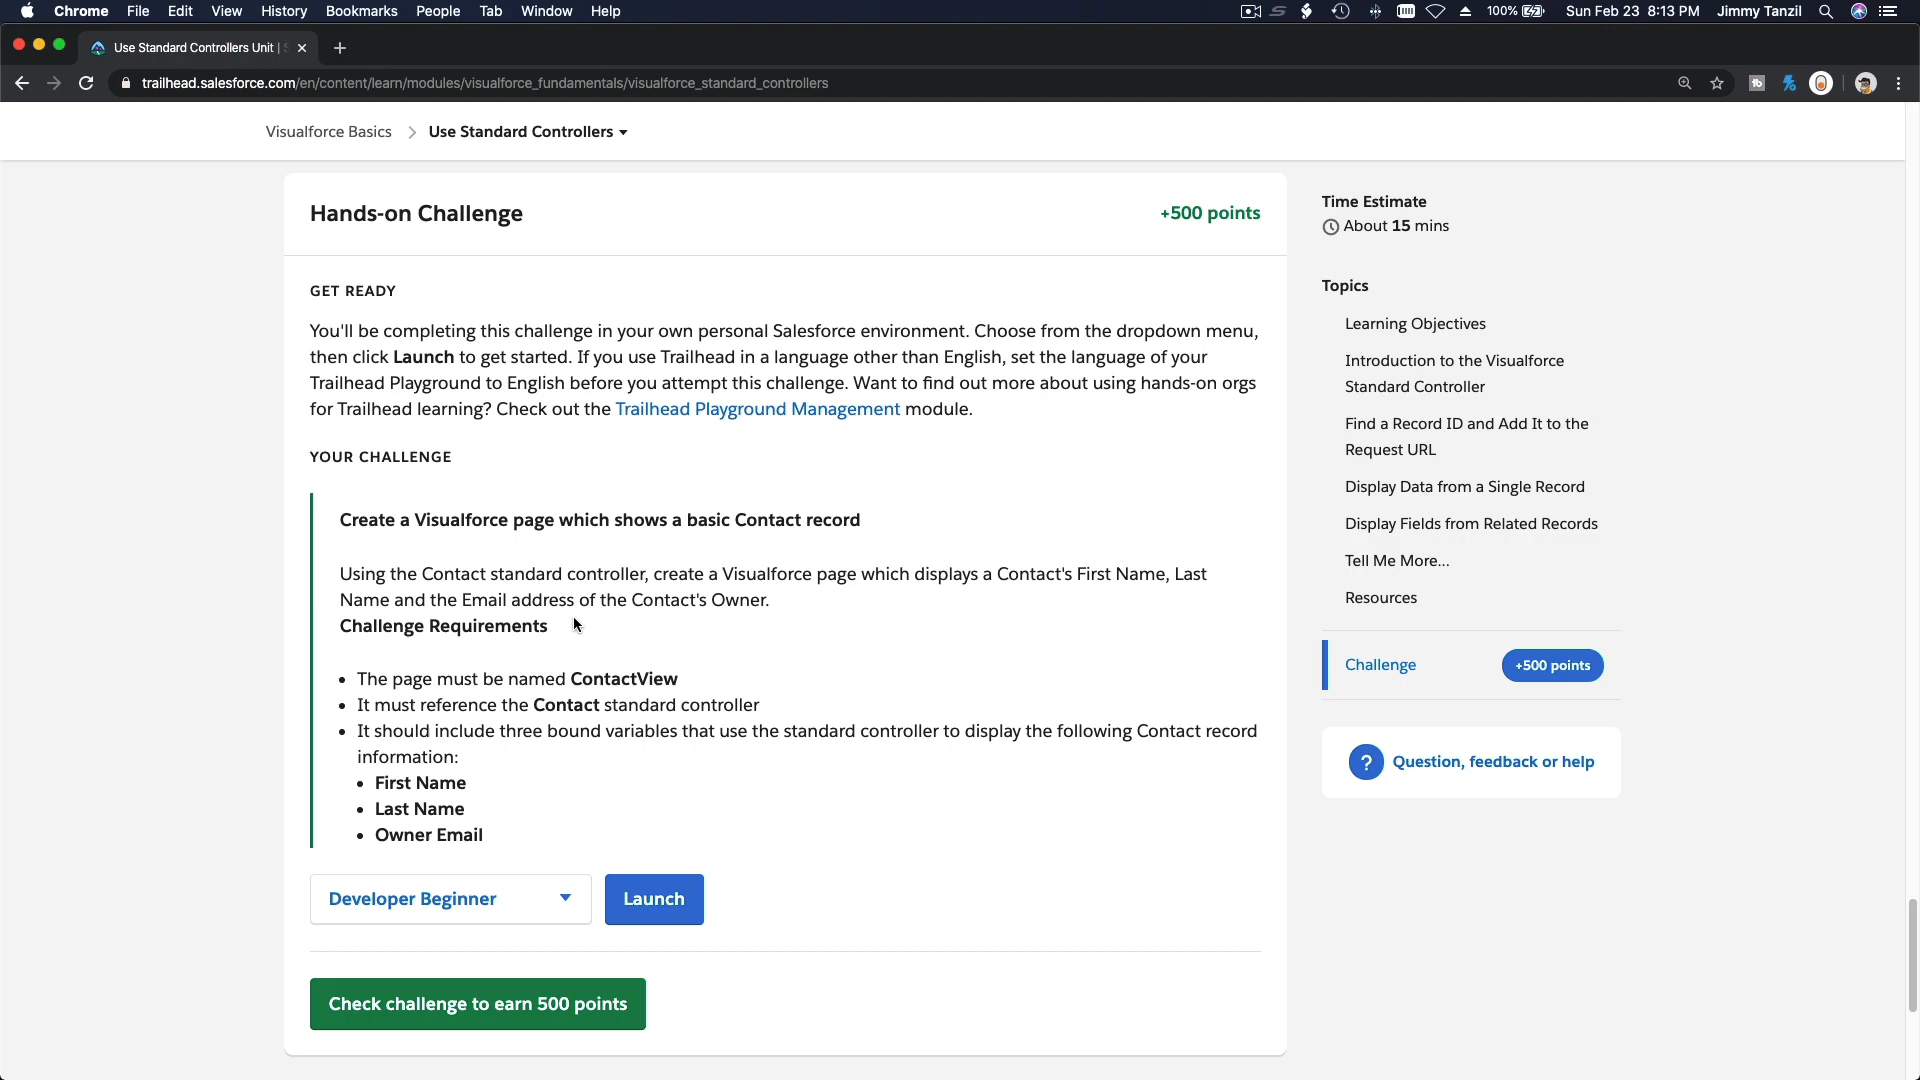 Chrome File Edit View History Bookmarks People Tab Window Help 100% Sun Feb 23 8:13 PM Jimmy Tanzil
Use Standard Controllers Unit | S
trailhead.salesforce.com/en/content/learn/modules/visualforce_fundamentals/visualforce_standard_controllers
Visualforce Basics Use Standard Controllers
Hands-on Challenge +500 points
GET READY
You'll be completing this challenge in your own personal Salesforce environment. Choose from the dropdown menu,
then click Launch to get started. If you use Trailhead in a language other than English, set the language of your
Trailhead Playground to English before you attempt this challenge. Want to find out more about using hands-on orgs
for Trailhead learning? Check out the Trailhead Playground Management module.
YOUR CHALLENGE
Create a Visualforce page which shows a basic Contact record
Using the Contact standard controller, create a Visualforce page which displays a Contact's First Name, Last
Name and the Email address of the Contact's Owner.
Challenge Requirements
• The page must be named ContactView
• It must reference the Contact standard controller
• It should include three bound variables that use the standard controller to display the following Contact record
information:
• First Name
• Last Name
• Owner Email
Developer Beginner Launch
Check challenge to earn 500 points
Time Estimate
About 15 mins
Topics
Learning Objectives
Introduction to the Visualforce
Standard Controller
Find a Record ID and Add It to the
Request URL
Display Data from a Single Record
Display Fields from Related Records
Tell Me More...
Resources
Challenge +500 points
? Question, feedback or help